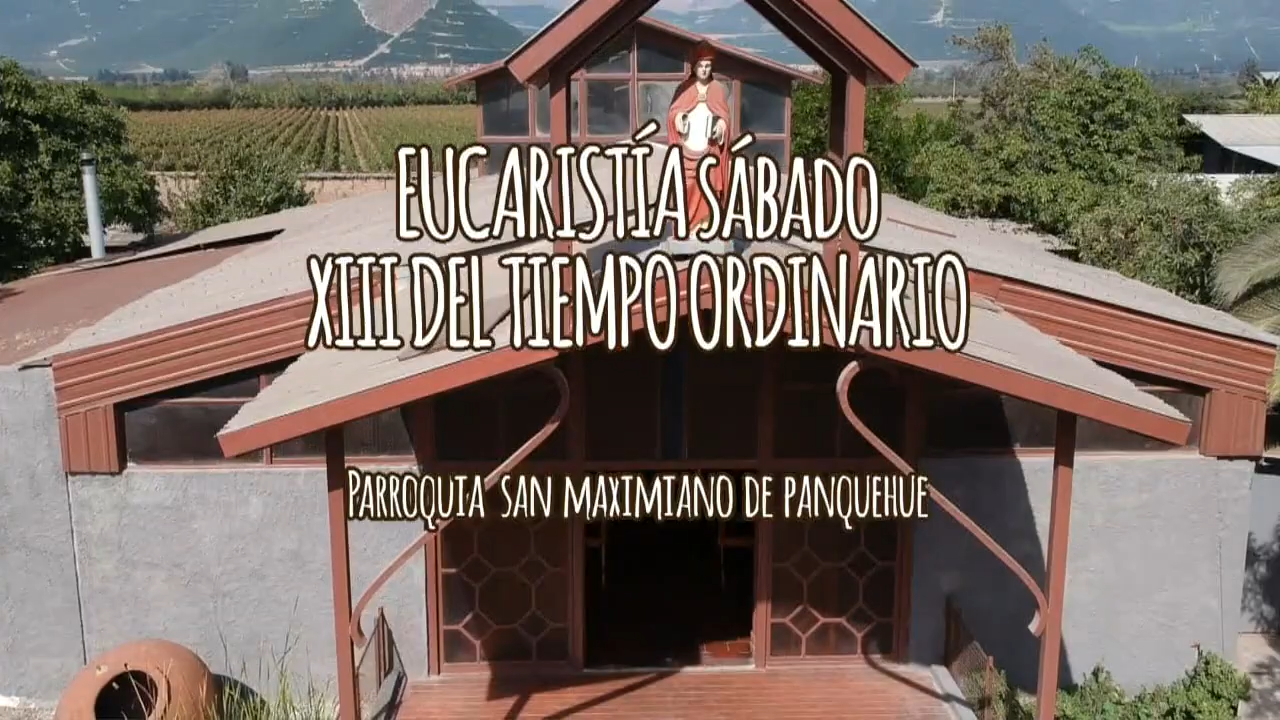 EUCARISTÍA SÁBADO
XIII DEL TIEMPO ORDINARIO
PARROQUIA SAN MAXIMIANO DE PANQUEHUE